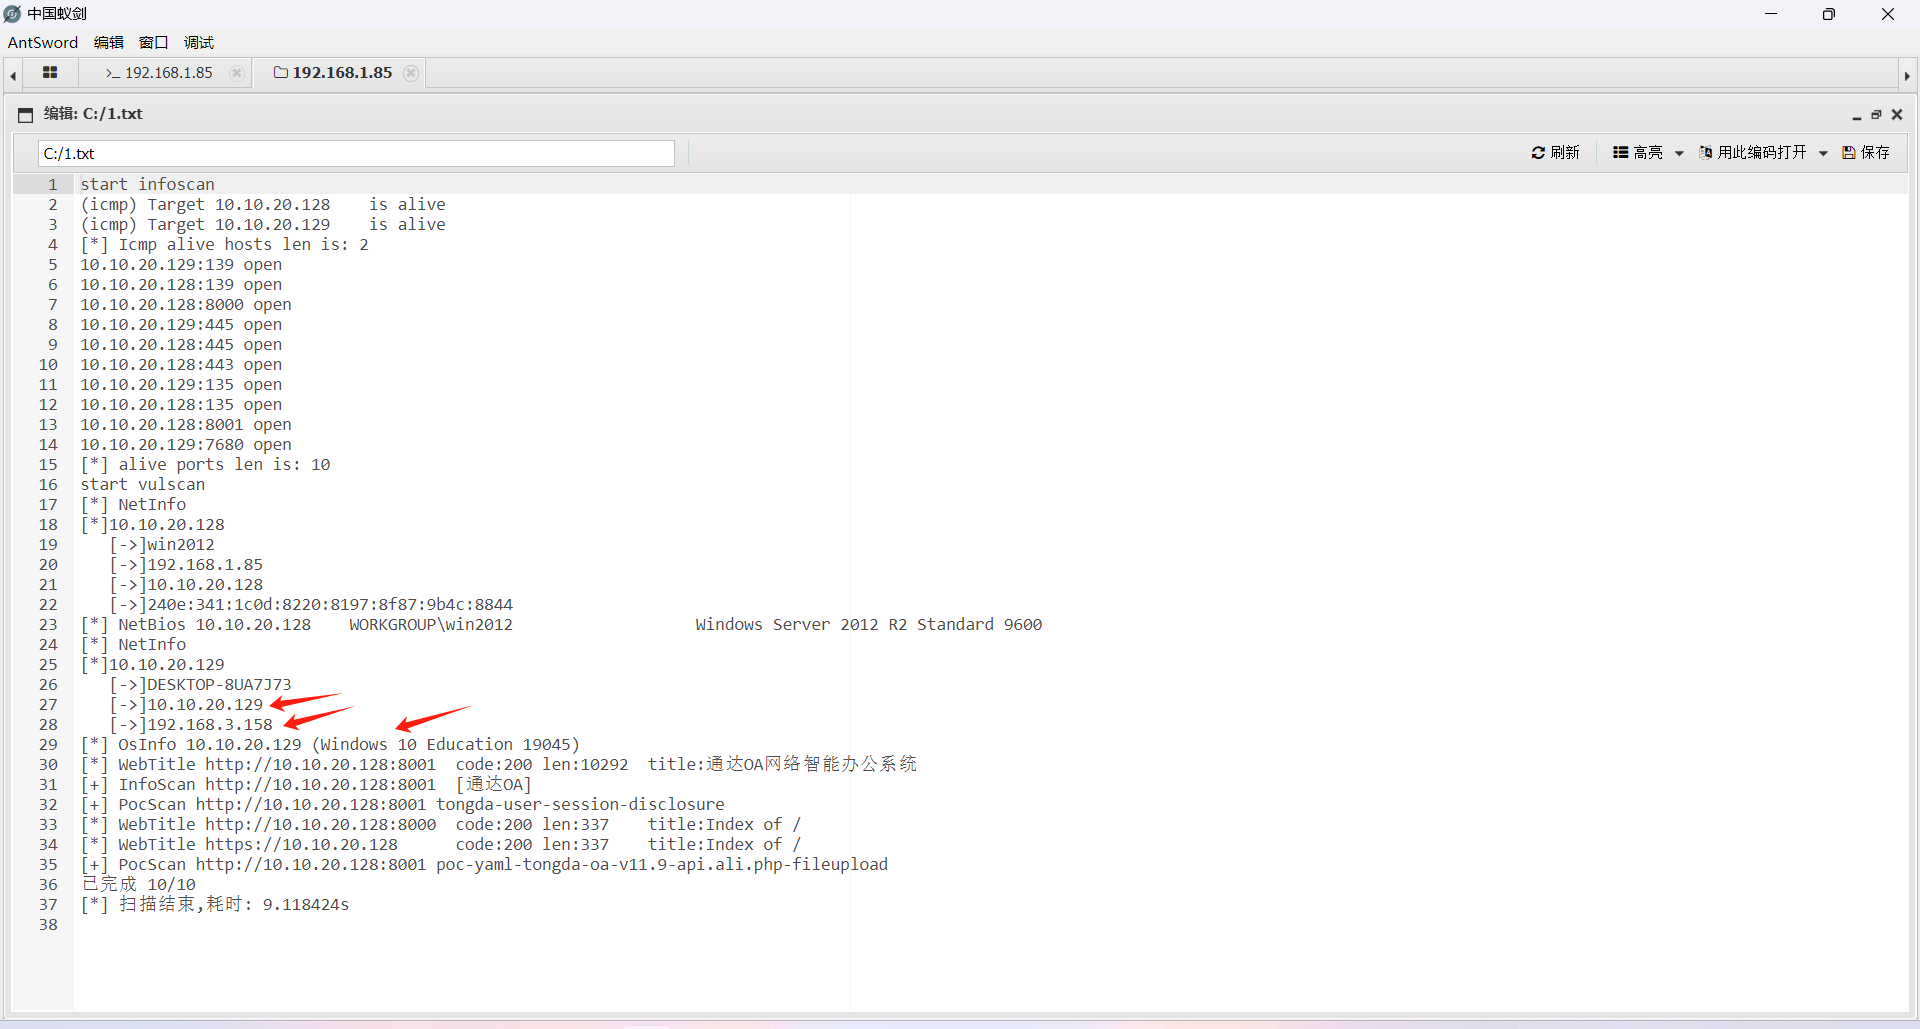 中国蚁剑
AntSword 编辑 窗口 调试
>_ 192.168.1.85 192.168.1.85
编辑: C:/1.txt
C:/1.txt 刷新 高亮 用此编码打开 保存
1 start infoscan
2 (icmp) Target 10.10.20.128    is alive
3 (icmp) Target 10.10.20.129    is alive
4 [*] Icmp alive hosts len is: 2
5 10.10.20.129:139 open
6 10.10.20.128:139 open
7 10.10.20.128:8000 open
8 10.10.20.129:445 open
9 10.10.20.128:445 open
10 10.10.20.128:443 open
11 10.10.20.129:135 open
12 10.10.20.128:135 open
13 10.10.20.128:8001 open
14 10.10.20.129:7680 open
15 [*] alive ports len is: 10
16 start vulscan
17 [*] NetInfo
18 [*]10.10.20.128
19    [->]win2012
20    [->]192.168.1.85
21    [->]10.10.20.128
22    [->]240e:341:1c0d:8220:8197:8f87:9b4c:8844
23 [*] NetBios 10.10.20.128    WORKGROUP\win2012                   Windows Server 2012 R2 Standard 9600
24 [*] NetInfo
25 [*]10.10.20.129
26    [->]DESKTOP-8UA7J73
27    [->]10.10.20.129
28    [->]192.168.3.158
29 [*] OsInfo 10.10.20.129 (Windows 10 Education 19045)
30 [*] WebTitle http://10.10.20.128:8001  code:200 len:10292  title:通达OA网络智能办公系统
31 [+] InfoScan http://10.10.20.128:8001  [通达OA]
32 [+] PocScan http://10.10.20.128:8001 tongda-user-session-disclosure
33 [*] WebTitle http://10.10.20.128:8000  code:200 len:337    title:Index of /
34 [*] WebTitle https://10.10.20.128      code:200 len:337    title:Index of /
35 [+] PocScan http://10.10.20.128:8001 poc-yaml-tongda-oa-v11.9-api.ali.php-fileupload
36 已完成 10/10
37 [*] 扫描结束,耗时: 9.118424s
38